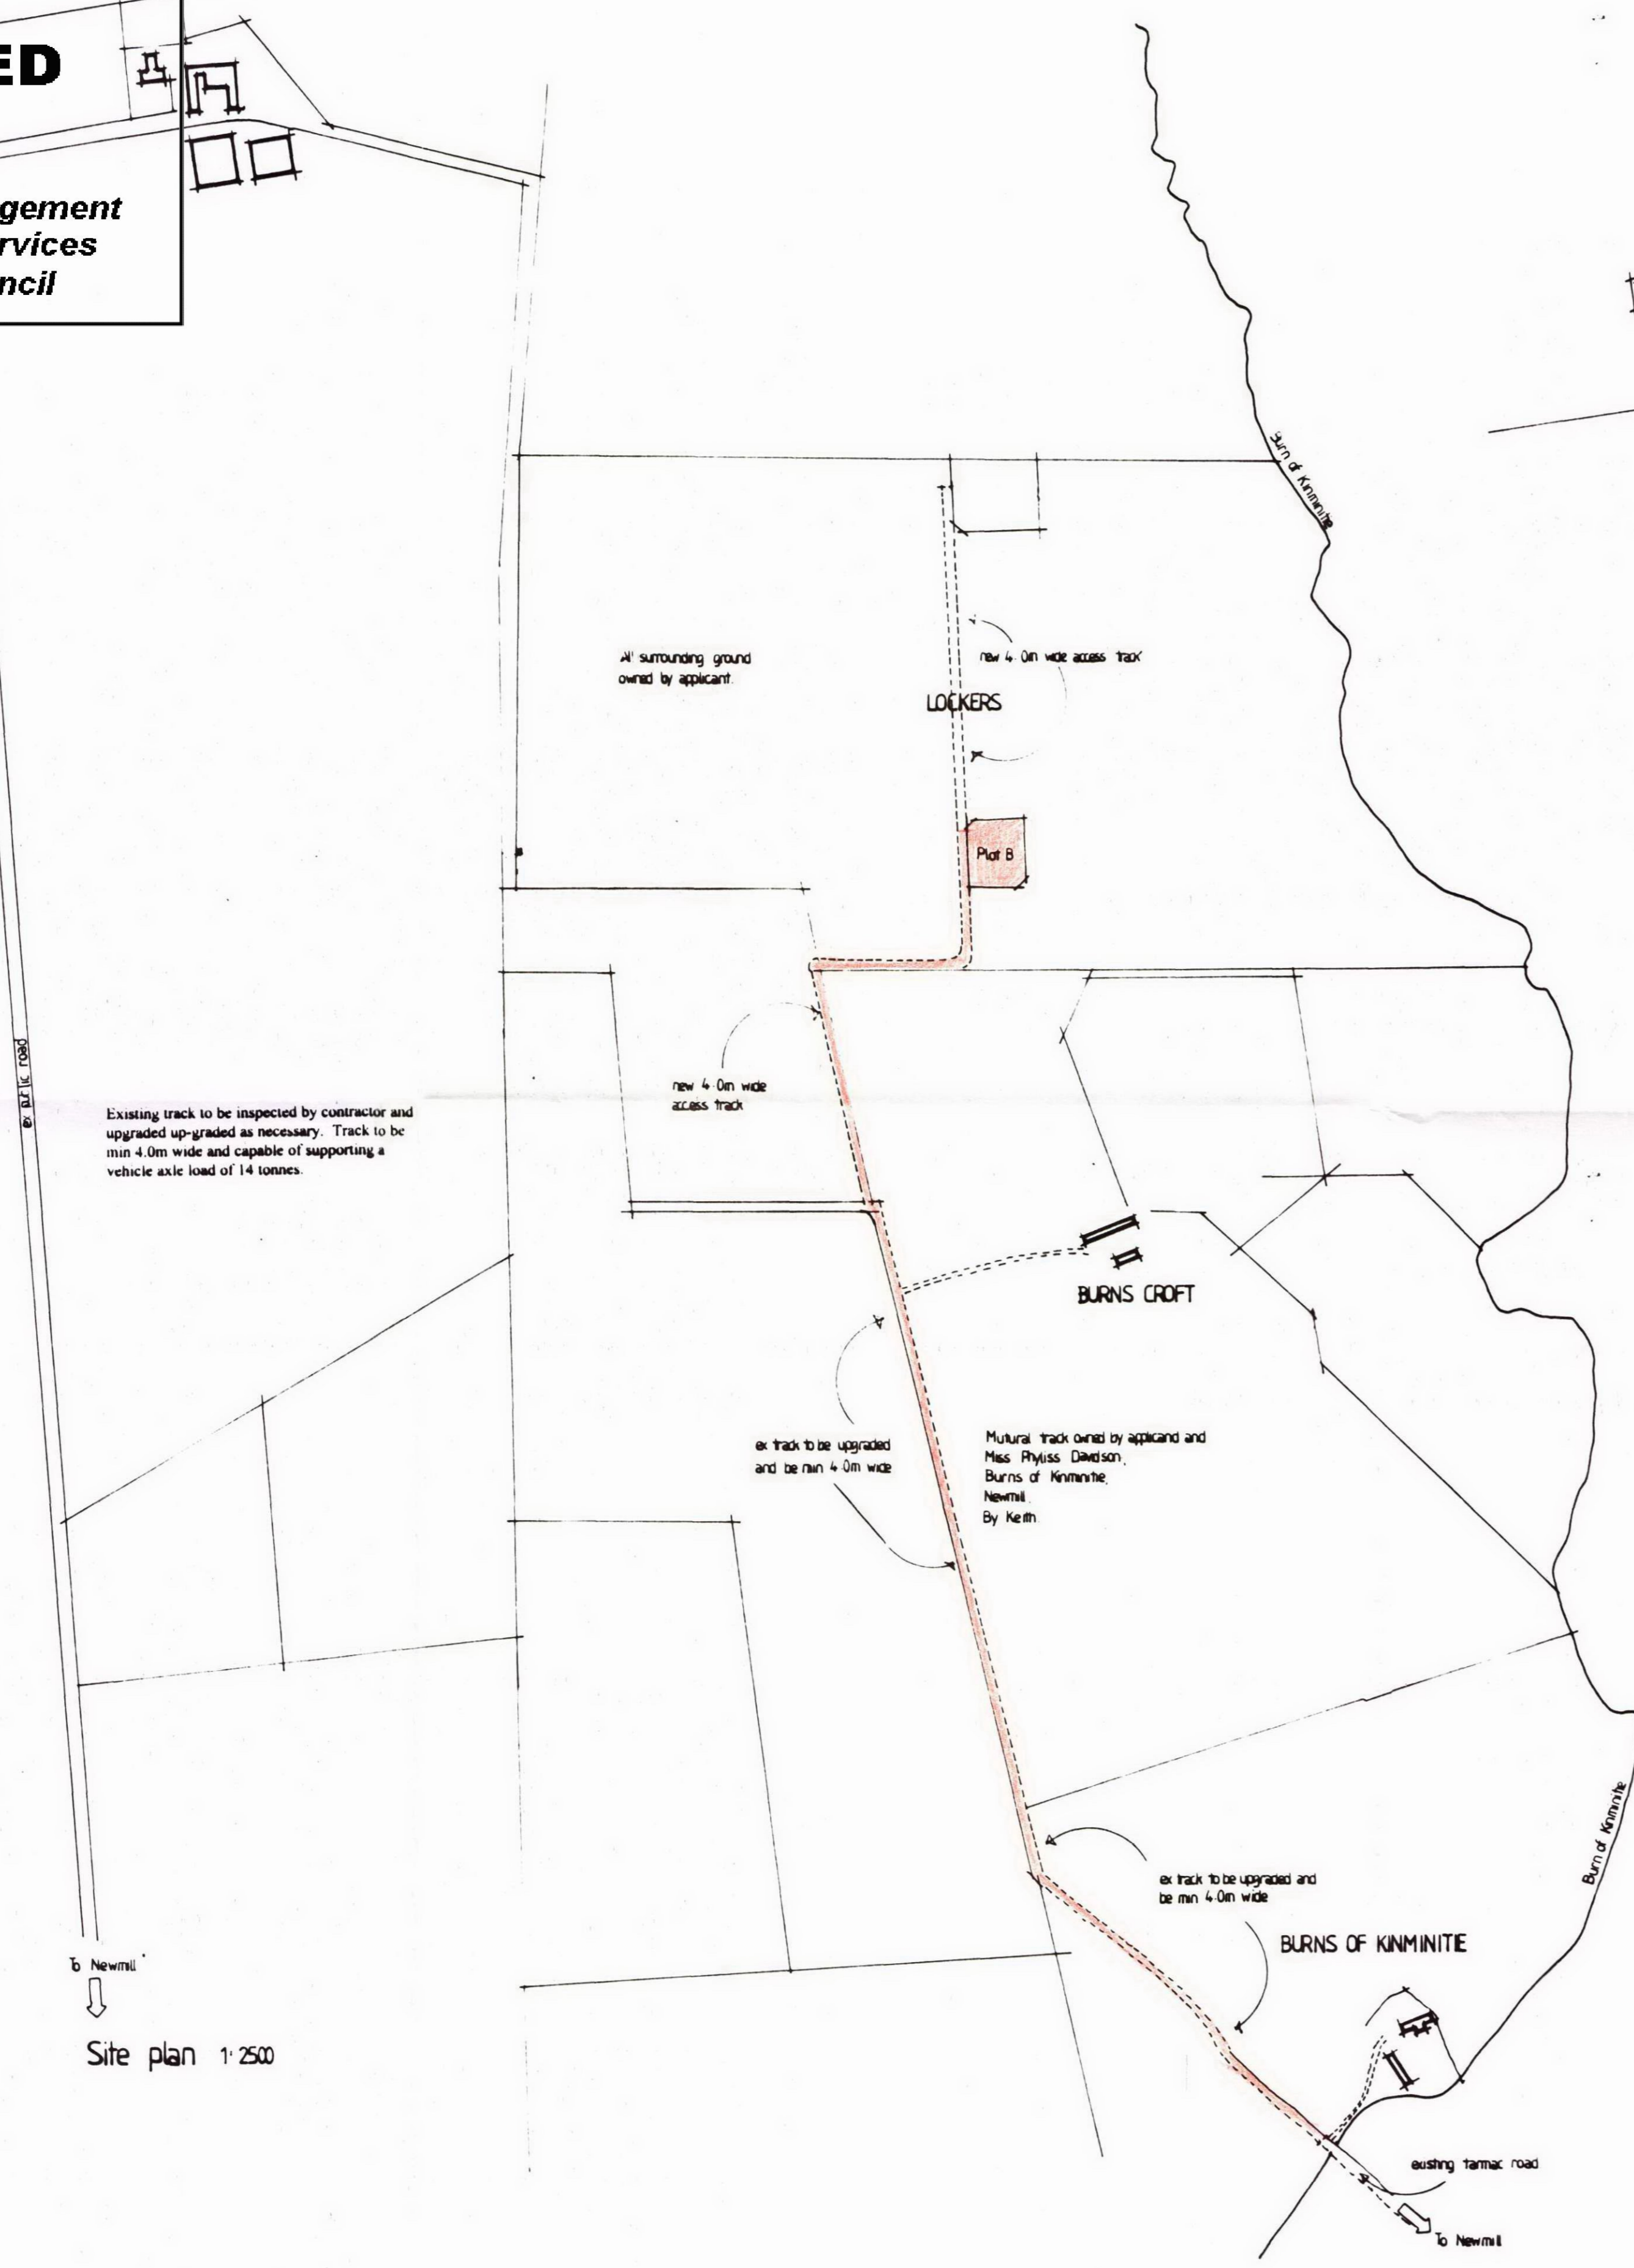 ED
gement
rvices
ncil
Burn of Kinminitie
All surrounding ground
owned by applicant.
new 4.0m wide access track
LOCKERS
Plot B
new 4.0m wide
access track
ex public road
Existing track to be inspected by contractor and
upgraded up-graded as necessary. Track to be
min 4.0m wide and capable of supporting a
vehicle axle load of 14 tonnes.
BURNS CROFT
ex track to be upgraded
and be min 4.0m wide
Mutural track owned by applicand and
Miss Phyliss Davidson,
Burns of Kinminitie,
Newmill.
By Keith.
Burn of Kinminitie
ex track to be upgraded and
be min 4.0m wide
BURNS OF KINMINITIE
To Newmill
Site plan 1:2500
existing tarmac road
To Newmill